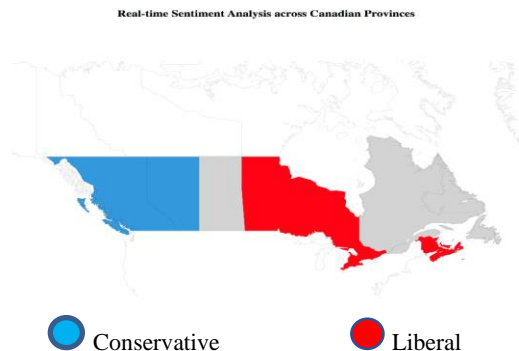 Real-time Sentiment Analysis across Canadian Provinces
Conservative
Liberal